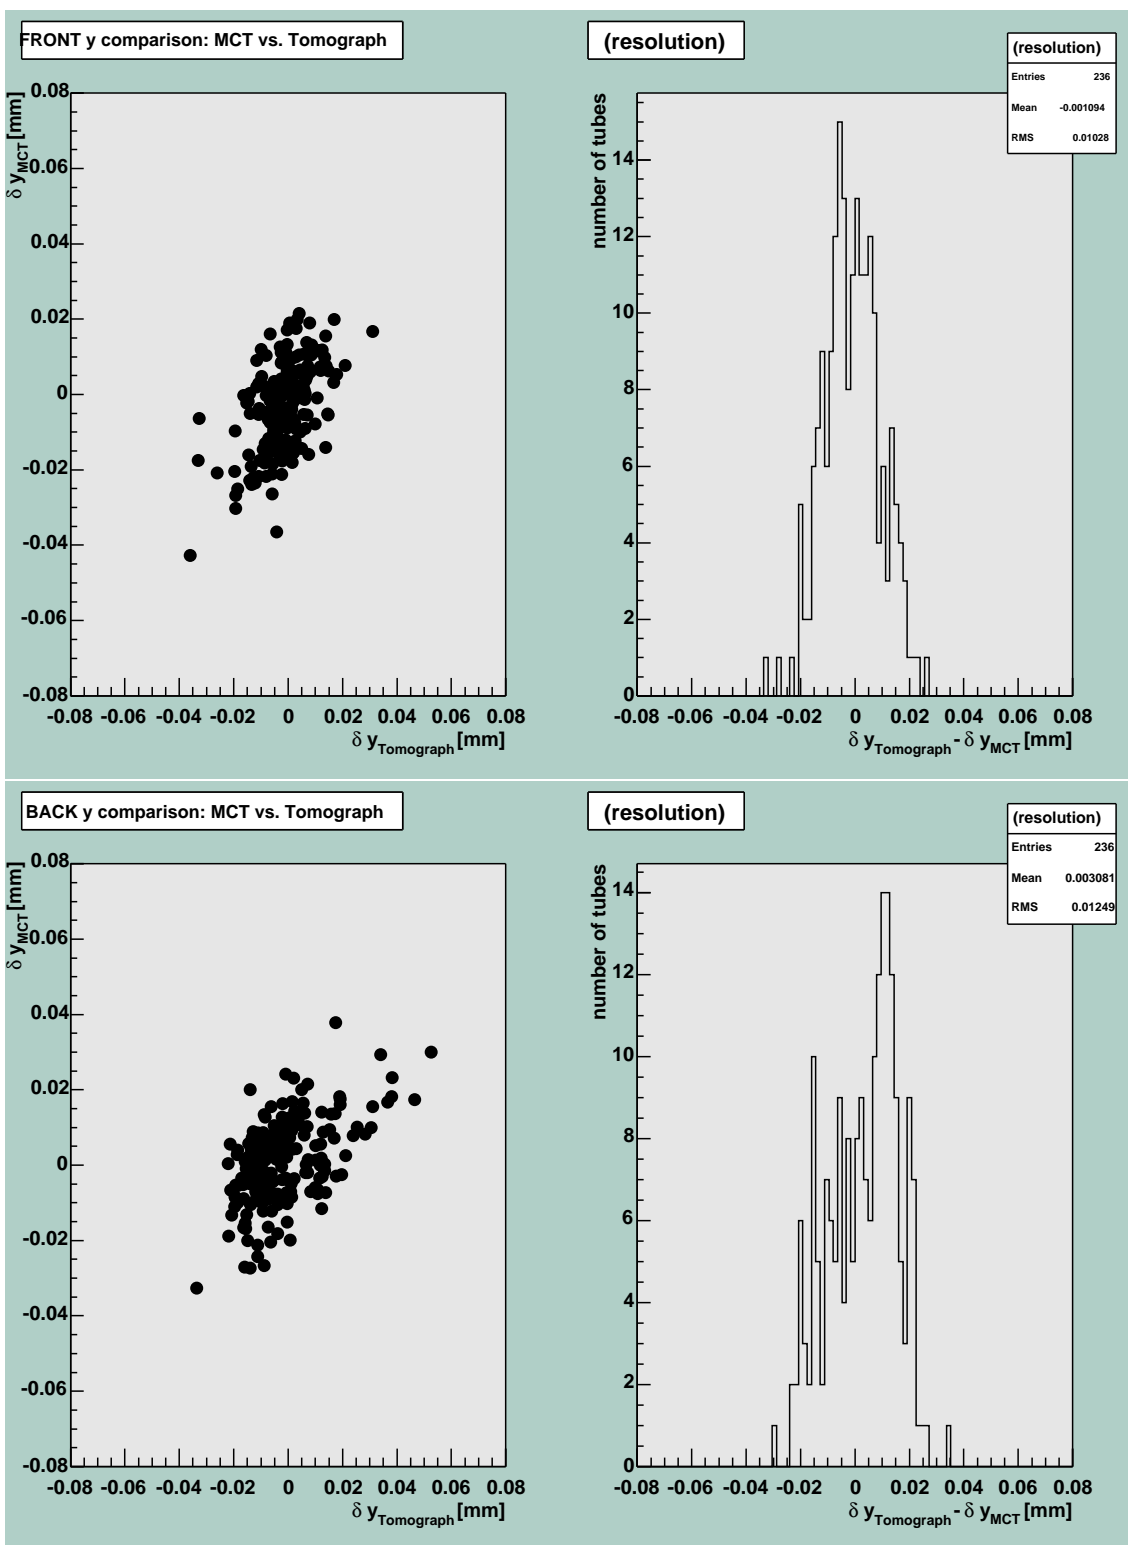 FRONT y comparison: MCT vs. Tomograph
(resolution)
(resolution)
Entries 236
Mean -0.001094
RMS 0.01028
δ y_MCT [mm]
0.08
0.06
0.04
0.02
0
-0.02
-0.04
-0.06
-0.08
-0.08 -0.06 -0.04 -0.02 0 0.02 0.04 0.06 0.08
δ y_Tomograph [mm]
number of tubes
14
12
10
8
6
4
2
0
-0.08 -0.06 -0.04 -0.02 0 0.02 0.04 0.06 0.08
δ y_Tomograph - δ y_MCT [mm]
BACK y comparison: MCT vs. Tomograph
(resolution)
(resolution)
Entries 236
Mean 0.003081
RMS 0.01249
δ y_MCT [mm]
0.08
0.06
0.04
0.02
0
-0.02
-0.04
-0.06
-0.08
-0.08 -0.06 -0.04 -0.02 0 0.02 0.04 0.06 0.08
δ y_Tomograph [mm]
number of tubes
14
12
10
8
6
4
2
0
-0.08 -0.06 -0.04 -0.02 0 0.02 0.04 0.06 0.08
δ y_Tomograph - δ y_MCT [mm]